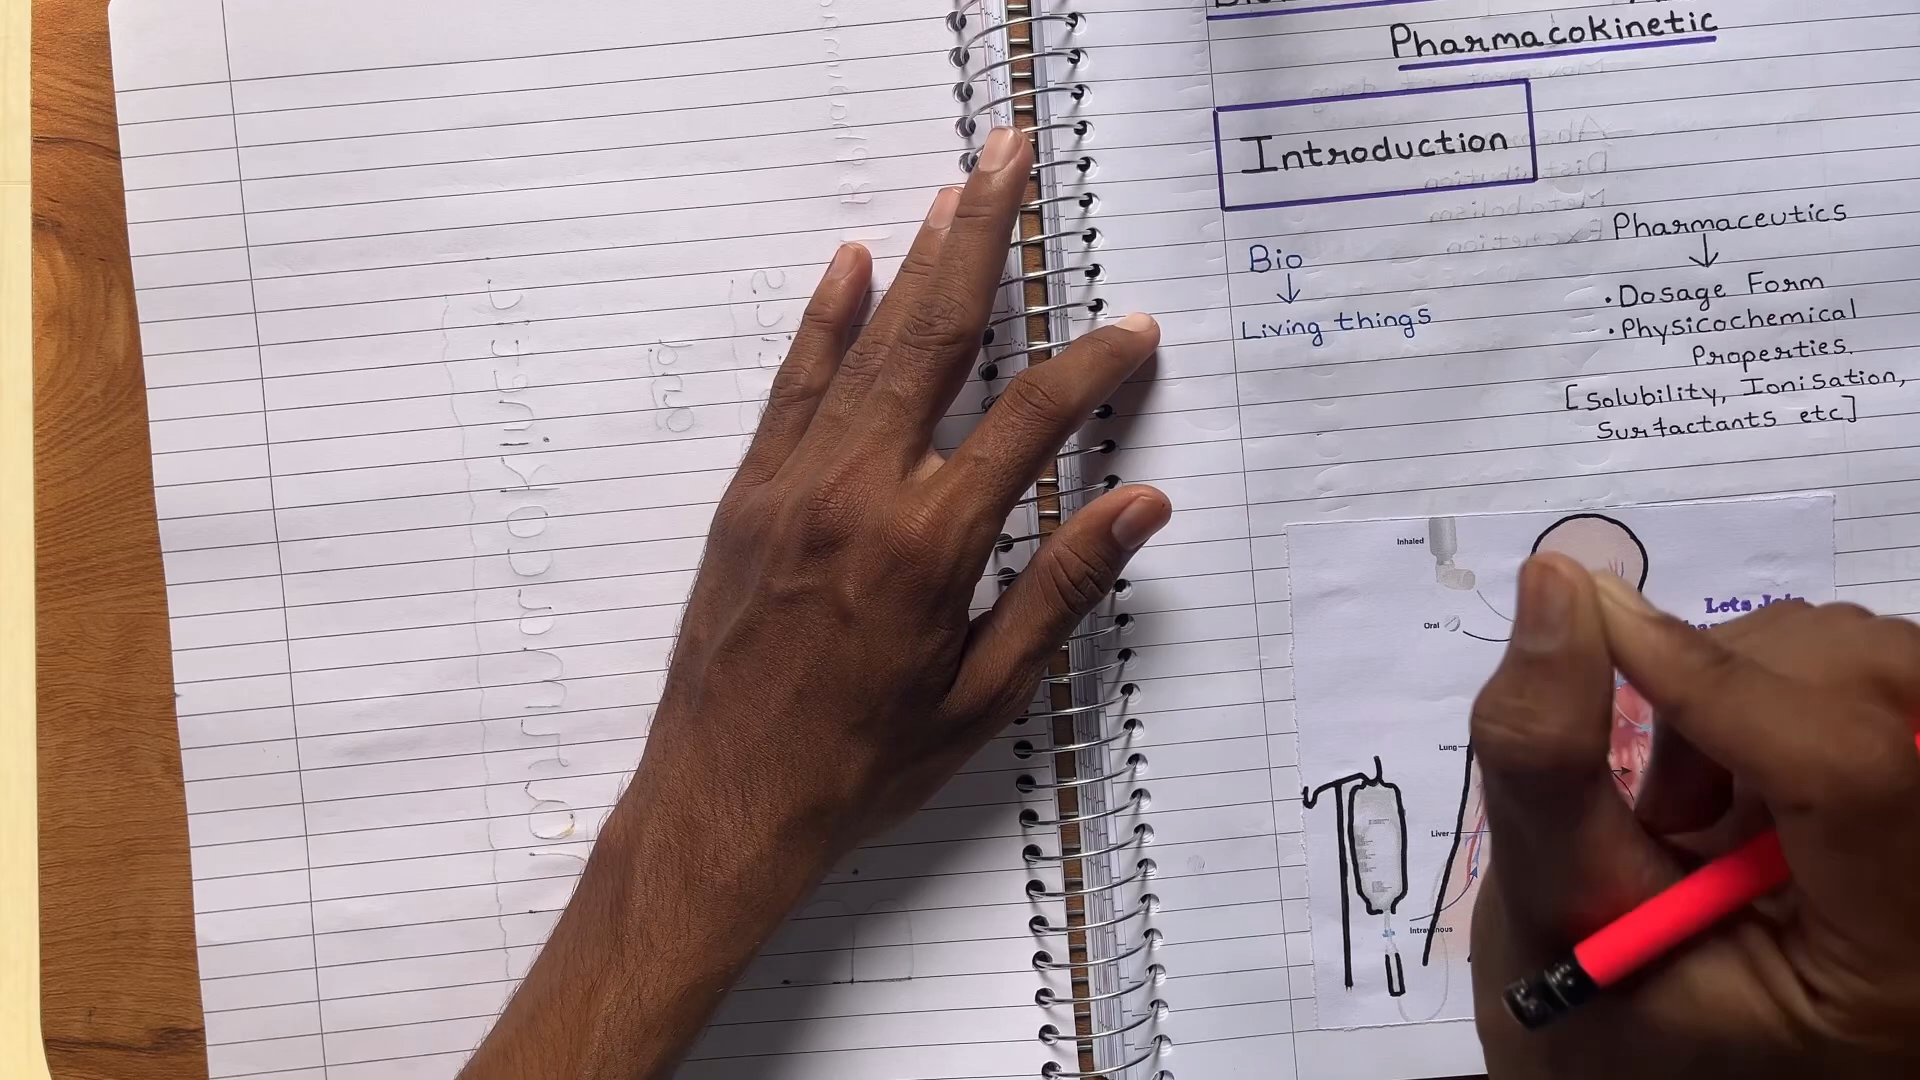 Pharmacokinetic
Introduction
Bio
↓
Living things
Pharmaceutics
↓
• Dosage Form
• Physicochemical
Properties.
[Solubility, Ionisation,
Surfactants etc]
Inhaled
Oral
Lets Join
Lung
Liver